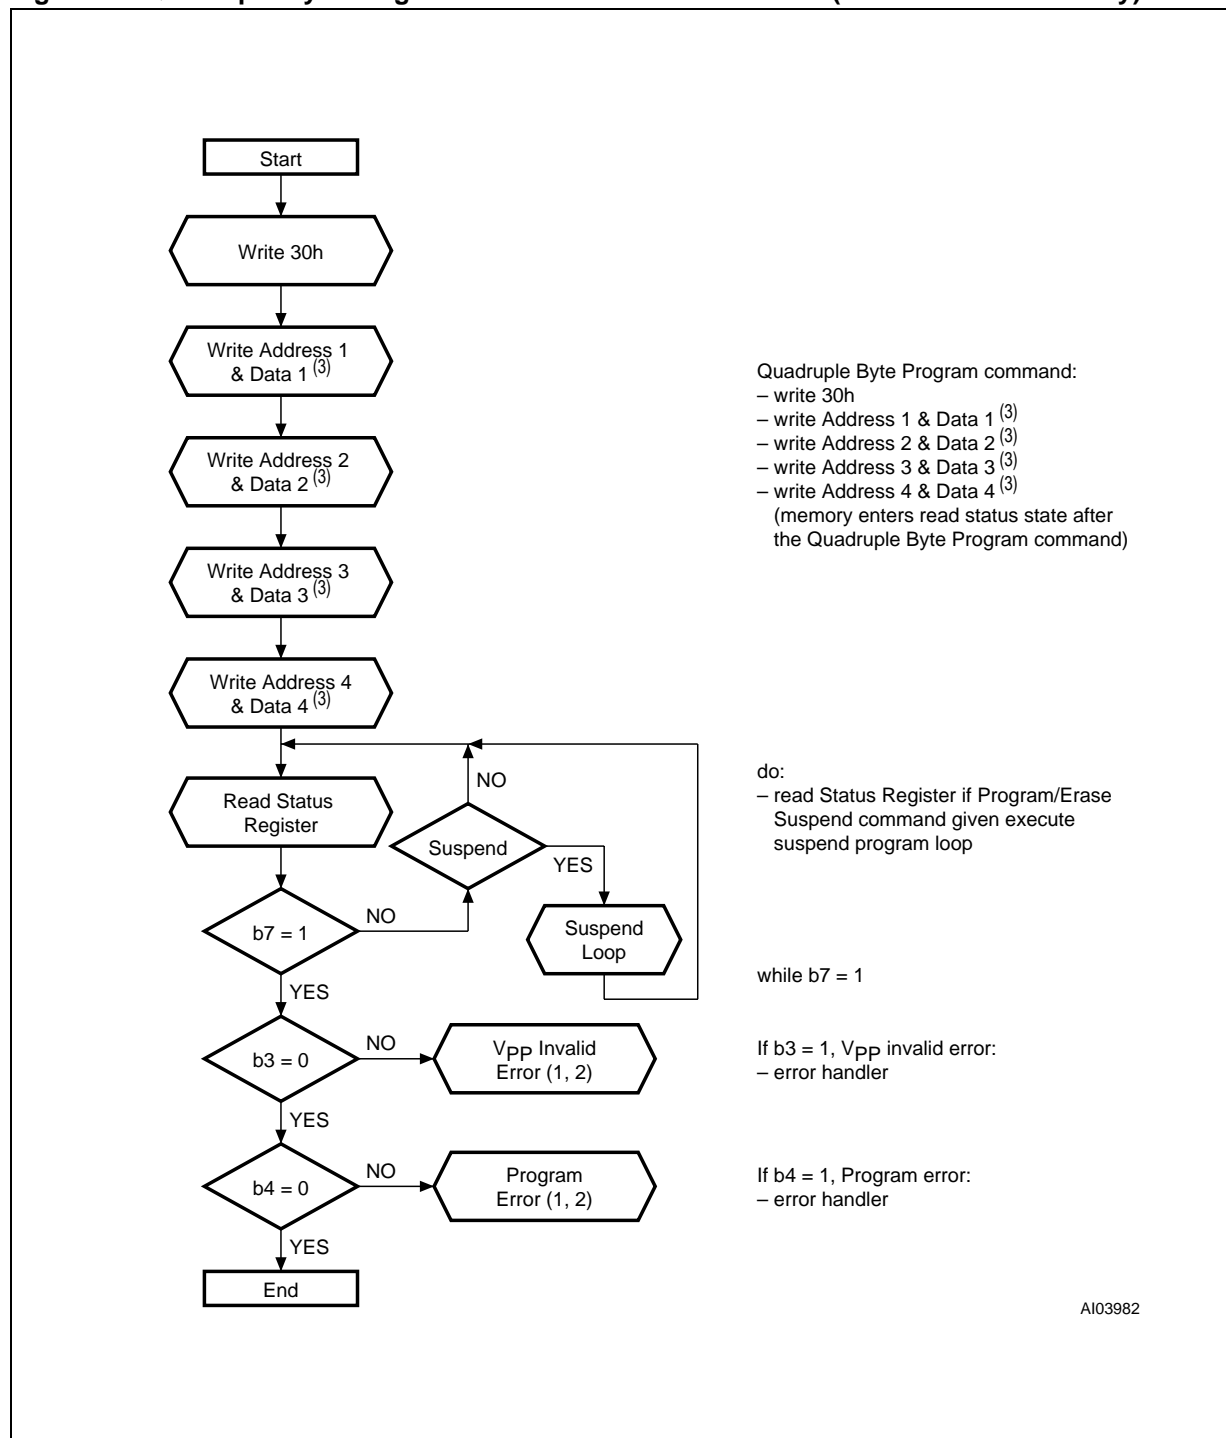 Start
Write 30h
Write Address 1
& Data 1 (3)
Write Address 2
& Data 2 (3)
Write Address 3
& Data 3 (3)
Write Address 4
& Data 4 (3)
Read Status
Register
NO
Suspend
YES
Suspend
Loop
b7 = 1
NO
YES
b3 = 0
NO
VPP Invalid
Error (1, 2)
YES
b4 = 0
NO
Program
Error (1, 2)
YES
End
Quadruple Byte Program command:
– write 30h
– write Address 1 & Data 1 (3)
– write Address 2 & Data 2 (3)
– write Address 3 & Data 3 (3)
– write Address 4 & Data 4 (3)
(memory enters read status state after
the Quadruple Byte Program command)
do:
– read Status Register if Program/Erase
Suspend command given execute
suspend program loop
while b7 = 1
If b3 = 1, VPP invalid error:
– error handler
If b4 = 1, Program error:
– error handler
AI03982